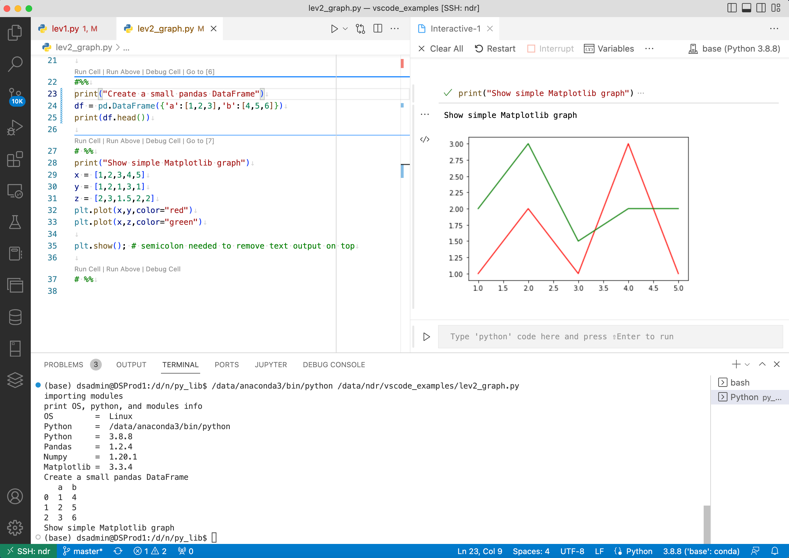 lev2_graph.py — vscode_examples [SSH: ndr]
lev1.py 1, M
lev2_graph.py M
Interactive-1
lev2_graph.py > ...
Clear All
Restart
Interrupt
Variables
base (Python 3.8.8)
21
Run Cell | Run Above | Debug Cell | Go to [6]
22 #%%
23 print("Create a small pandas DataFrame")
24 df = pd.DataFrame({'a':[1,2,3],'b':[4,5,6]})
25 print(df.head())
26
Run Cell | Run Above | Debug Cell | Go to [7]
27 # %%
28 print("Show simple Matplotlib graph")
29 x = [1,2,3,4,5]
30 y = [1,2,1,3,1]
31 z = [2,3,1.5,2,2]
32 plt.plot(x,y,color="red")
33 plt.plot(x,z,color="green")
34
35 plt.show(); # semicolon needed to remove text output on top
36
Run Cell | Run Above | Debug Cell
37 # %%
38
10K
print("Show simple Matplotlib graph") ...
Show simple Matplotlib graph
3.00
2.75
2.50
2.25
2.00
1.75
1.50
1.25
1.00
1.0 1.5 2.0 2.5 3.0 3.5 4.0 4.5 5.0
Type 'python' code here and press ⇧Enter to run
PROBLEMS 3 OUTPUT TERMINAL PORTS JUPYTER DEBUG CONSOLE
(base) dsadmin@DSProd1:/d/n/py_lib$ /data/anaconda3/bin/python /data/ndr/vscode_examples/lev2_graph.py
importing modules
print OS, python, and modules info
OS = Linux
Python = /data/anaconda3/bin/python
Python = 3.8.8
Pandas = 1.2.4
Numpy = 1.20.1
Matplotlib = 3.3.4
Create a small pandas DataFrame
a b
0 1 4
1 2 5
2 3 6
Show simple Matplotlib graph
(base) dsadmin@DSProd1:/d/n/py_lib$
bash
Python py_...
SSH: ndr master* 1 2 0 Ln 23, Col 9 Spaces: 4 UTF-8 LF Python 3.8.8 ('base': conda)